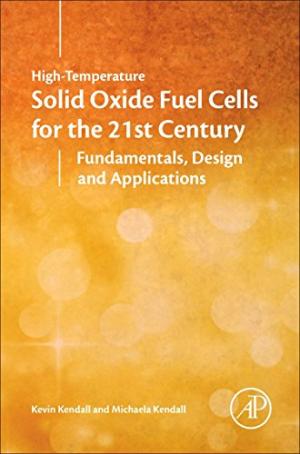 High-Temperature
Solid Oxide Fuel Cells
for the 21st Century
Fundamentals, Design
and Applications
Kevin Kendall and Michaela Kendall
AP